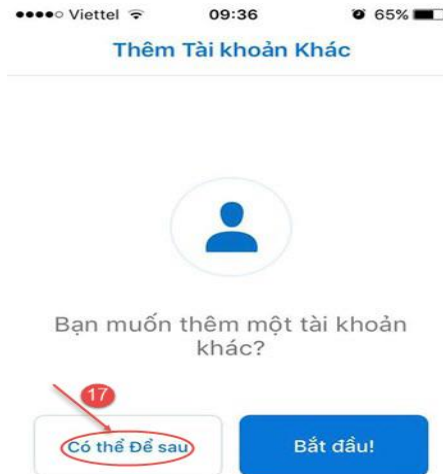 Viettel 09:36 65%
Thêm Tài khoản Khác
Bạn muốn thêm một tài khoản
khác?
17
Có thể Để sau
Bắt đầu!